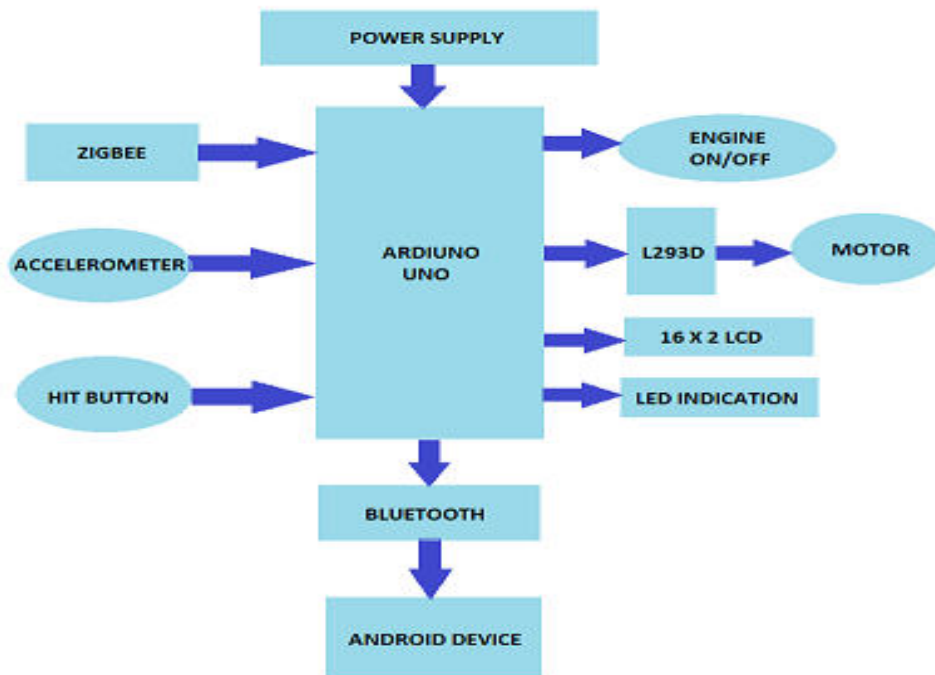 POWER SUPPLY
ZIGBEE
ENGINE
ON/OFF
ACCELEROMETER
ARDIUNO
UNO
L293D
MOTOR
16 X 2 LCD
HIT BUTTON
LED INDICATION
BLUETOOTH
ANDROID DEVICE